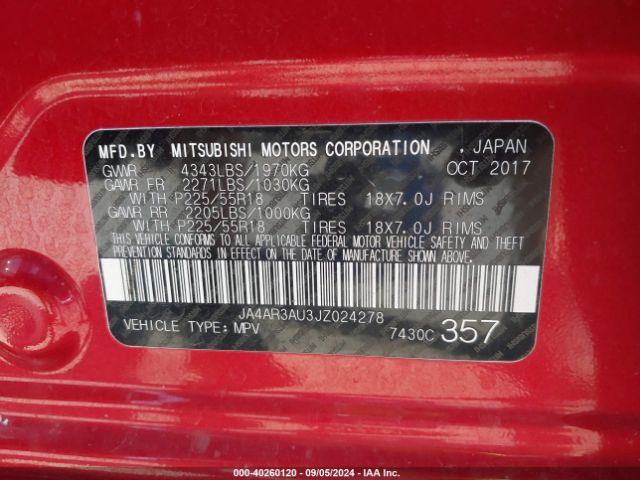 MFD.BY MITSUBISHI MOTORS CORPORATION , JAPAN
GVWR 4343LBS/1970KG OCT 2017
GAWR FR 2271LBS/1030KG
WITH P225/55R18 TIRES 18X7.0J RIMS
GAWR RR 2205LBS/1000KG
WITH P225/55R18 TIRES 18X7.0J RIMS
THIS VEHICLE CONFORMS TO ALL APPLICABLE FEDERAL MOTOR VEHICLE SAFETY AND THEFT
PREVENTION STANDARDS IN EFFECT ON THE DATE OF MANUFACTURE SHOWN ABOVE.
JA4AR3AU3JZ024278
VEHICLE TYPE: MPV 7430C 357
000-40260120 - 09/05/2024 - IAA Inc.